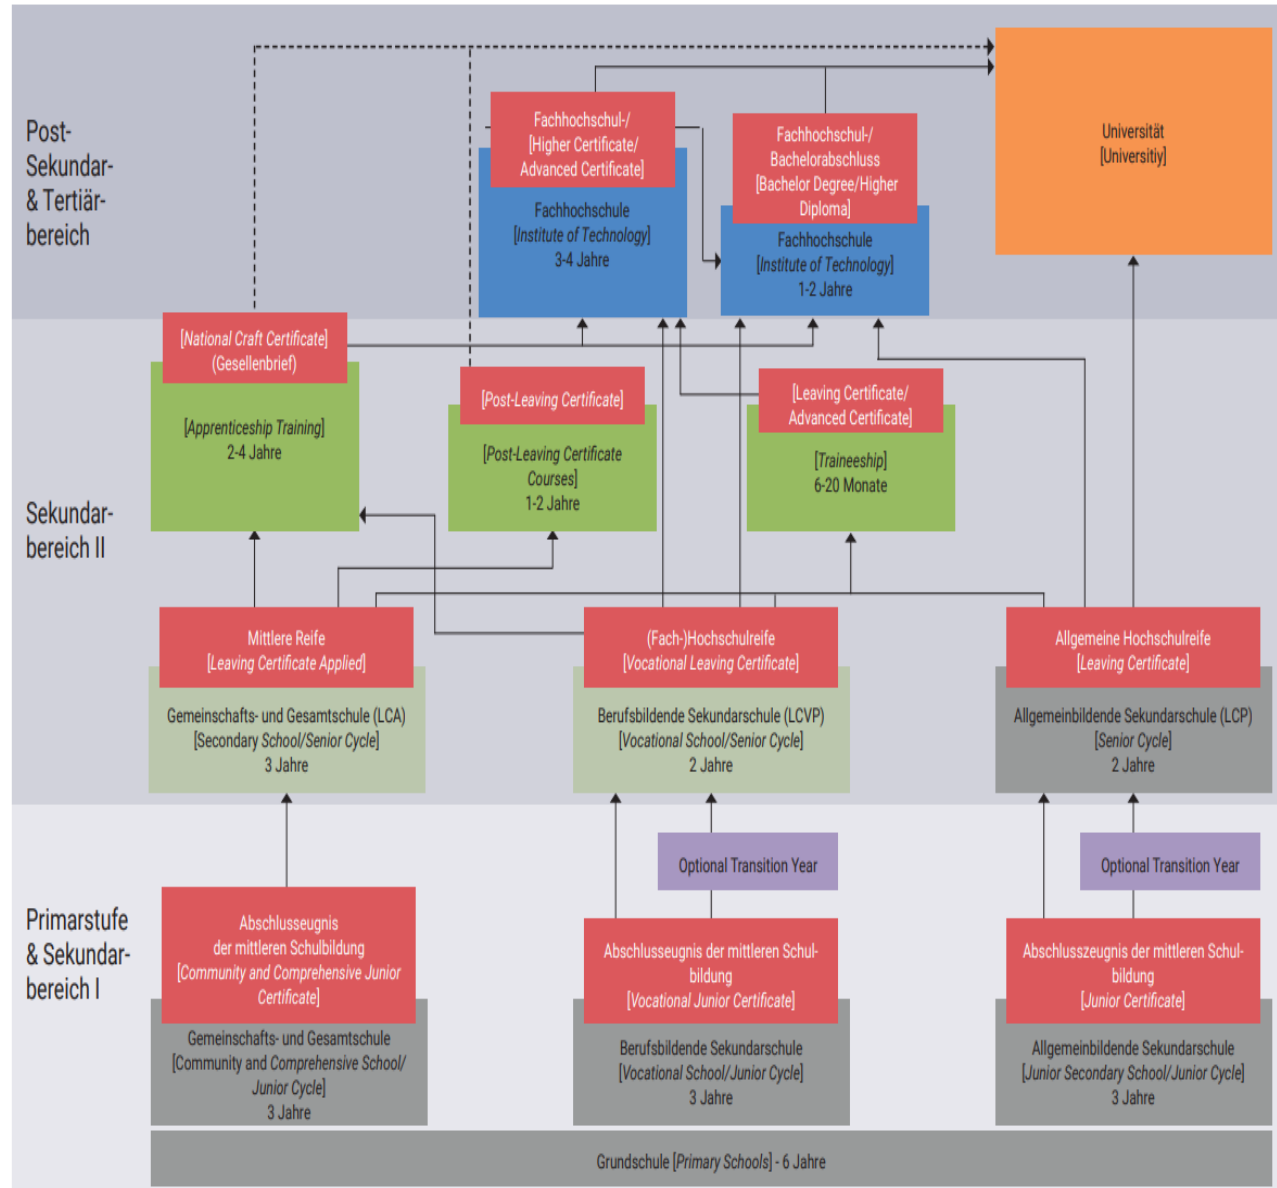 Post-
Sekundar-
& Tertiär-
bereich
Fachhochschul-/
[Higher Certificate/
Advanced Certificate]
Fachhochschule
[Institute of Technology]
3-4 Jahre
Fachhochschul-/
Bachelorabschluss
[Bachelor Degree/Higher
Diploma]
Fachhochschule
[Institute of Technology]
1-2 Jahre
Universität
[Universitiy]
Sekundar-
bereich II
[National Craft Certificate]
(Gesellenbrief)
[Apprenticeship Training]
2-4 Jahre
[Post-Leaving Certificate]
[Post-Leaving Certificate
Courses]
1-2 Jahre
[Leaving Certificate/
Advanced Certificate]
[Traineeship]
6-20 Monate
Mittlere Reife
[Leaving Certificate Applied]
Gemeinschafts- und Gesamtschule (LCA)
[Secondary School/Senior Cycle]
3 Jahre
(Fach-)Hochschulreife
[Vocational Leaving Certificate]
Berufsbildende Sekundarschule (LCVP)
[Vocational School/Senior Cycle]
2 Jahre
Allgemeine Hochschulreife
[Leaving Certificate]
Allgemeinbildende Sekundarschule (LCP)
[Senior Cycle]
2 Jahre
Primarstufe
& Sekundar-
bereich I
Optional Transition Year
Optional Transition Year
Abschlusseugnis
der mittleren Schulbildung
[Community and Comprehensive Junior
Certificate]
Gemeinschafts- und Gesamtschule
[Community and Comprehensive School/
Junior Cycle]
3 Jahre
Abschlusseugnis der mittleren Schul-
bildung
[Vocational Junior Certificate]
Berufsbildende Sekundarschule
[Vocational School/Junior Cycle]
3 Jahre
Abschlusszeugnis der mittleren Schul-
bildung
[Junior Certificate]
Allgemeinbildende Sekundarschule
[Junior Secondary School/Junior Cycle]
3 Jahre
Grundschule [Primary Schools] - 6 Jahre